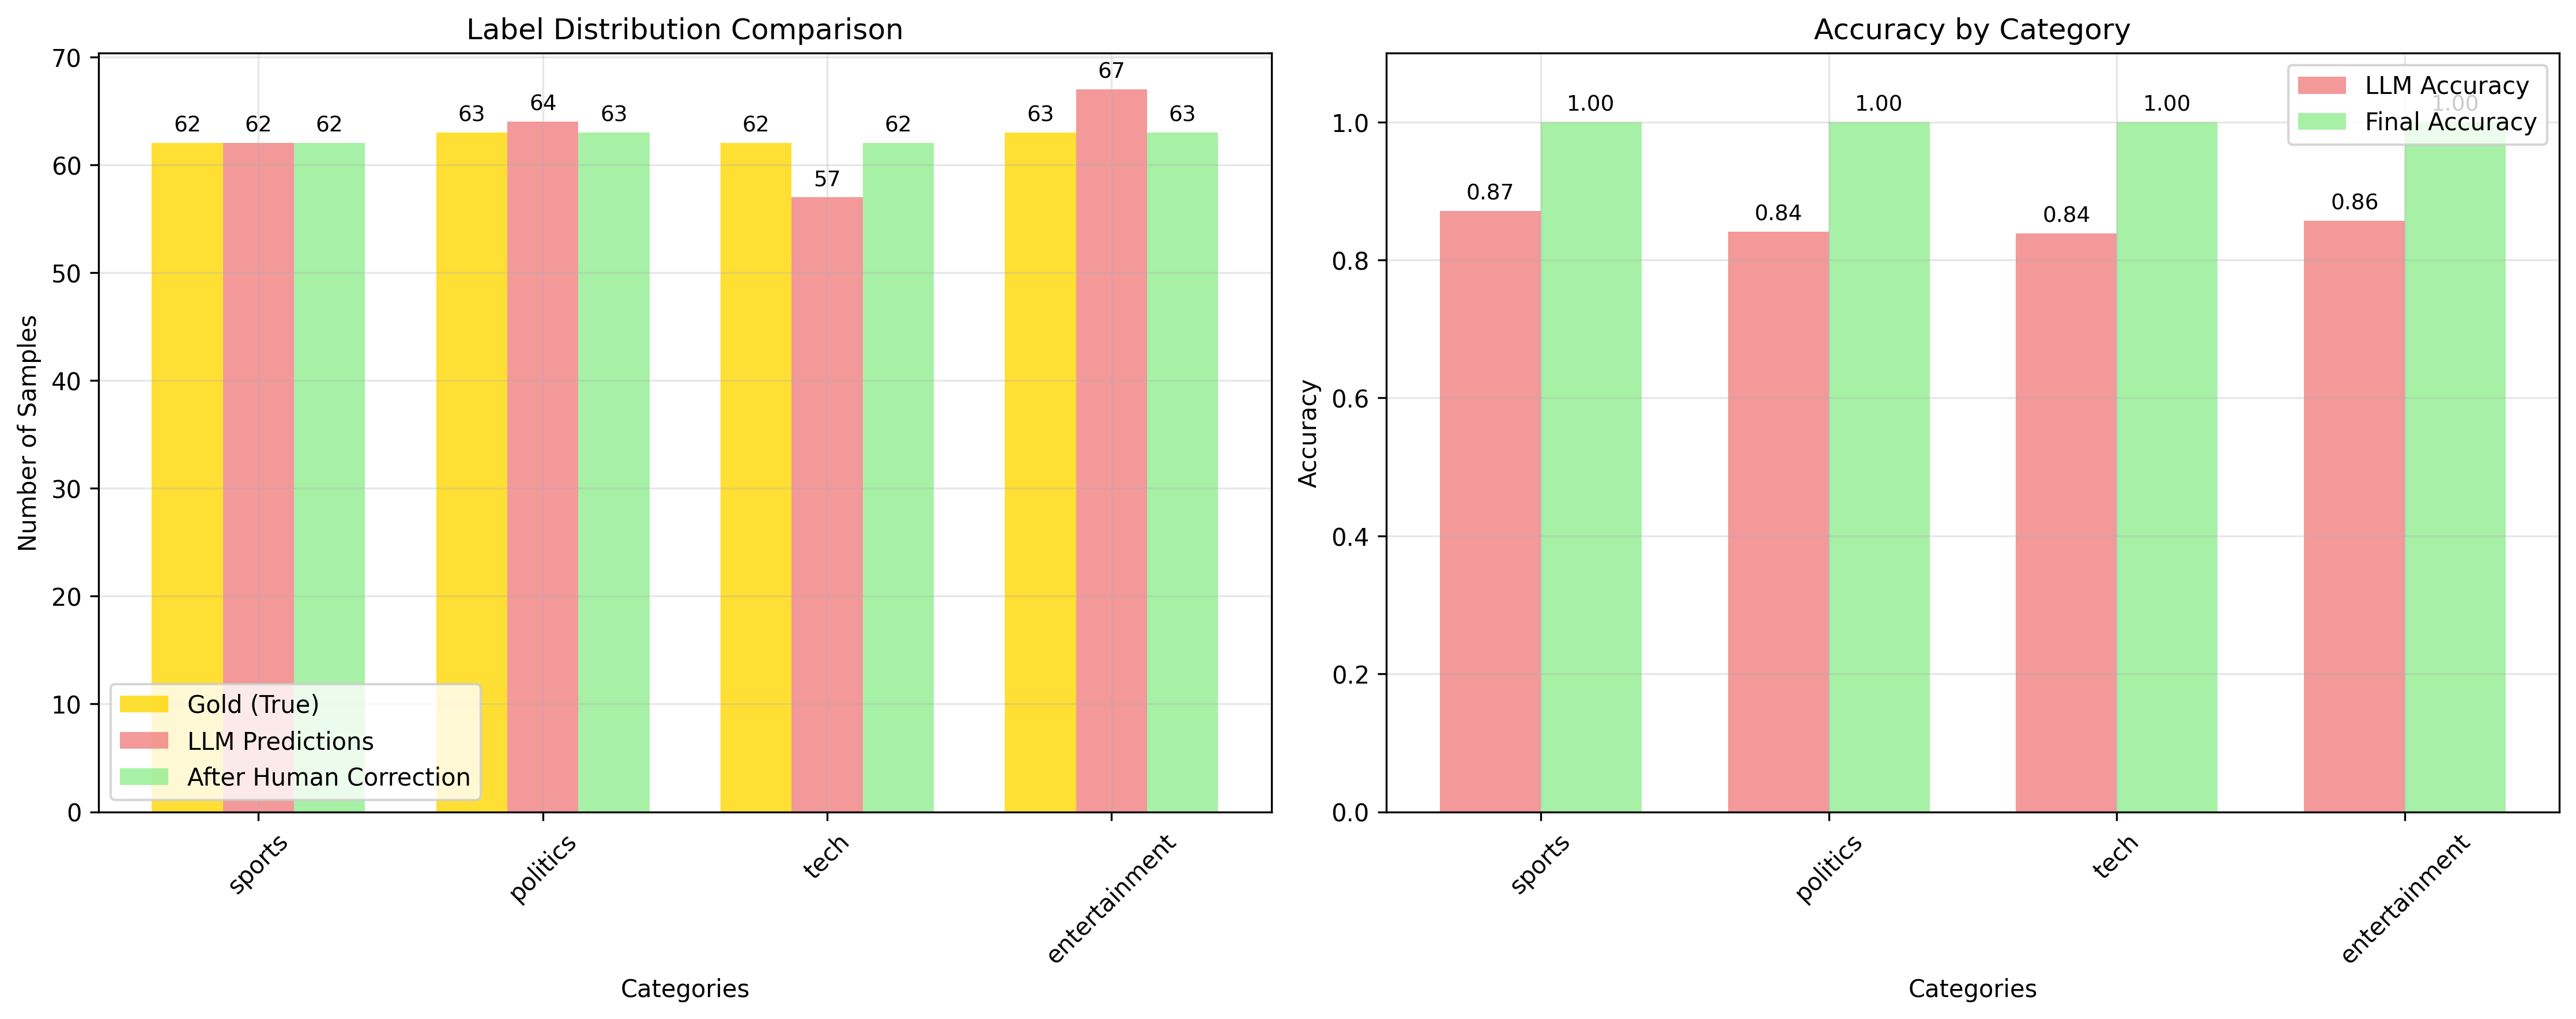 Label Distribution Comparison
Number of Samples
70
60
50
40
30
20
10
0
62 62 62
63 64 63
62 57 62
63 67 63
Gold (True)
LLM Predictions
After Human Correction
sports
politics
tech
entertainment
Categories
Accuracy by Category
Accuracy
1.0
0.8
0.6
0.4
0.2
0.0
0.87 1.00
0.84 1.00
0.84 1.00
0.86 1.00
LLM Accuracy
Final Accuracy
sports
politics
tech
entertainment
Categories